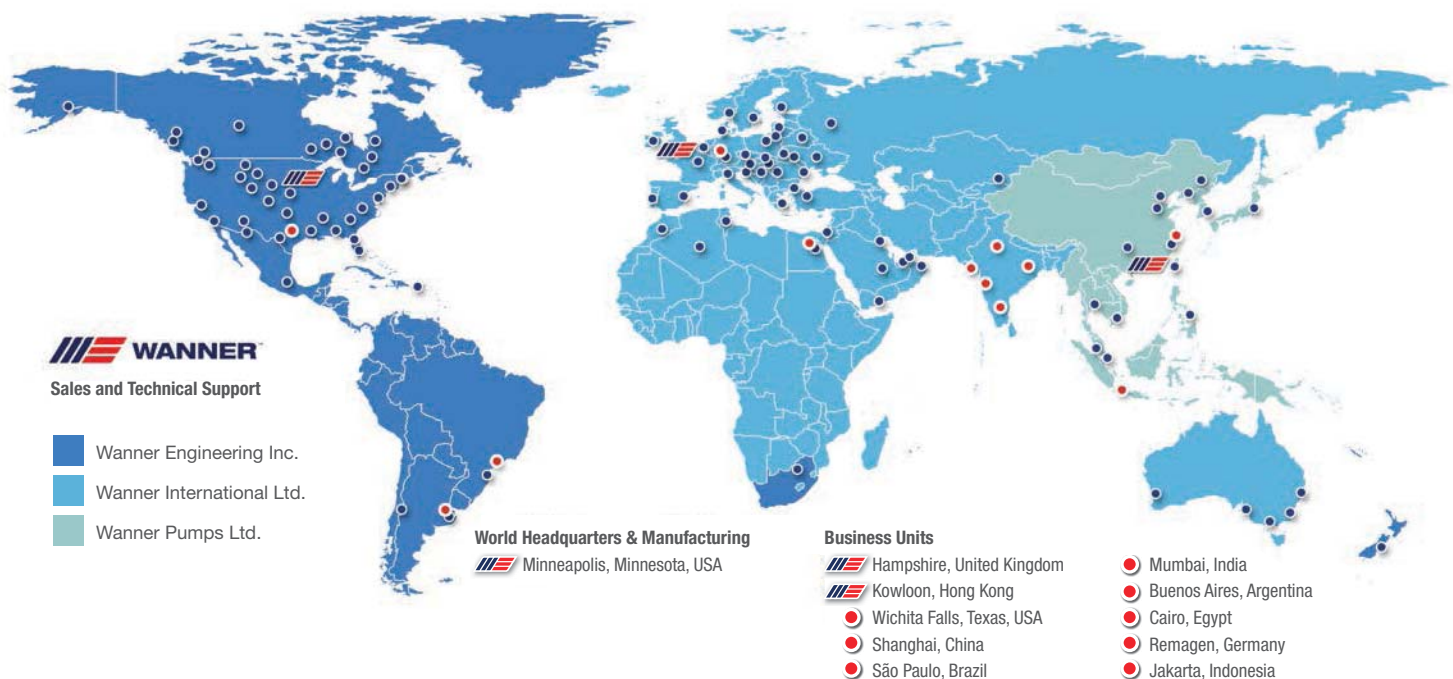 WANNER™
Sales and Technical Support
Wanner Engineering Inc.
Wanner International Ltd.
Wanner Pumps Ltd.
World Headquarters & Manufacturing
Minneapolis, Minnesota, USA
Business Units
Hampshire, United Kingdom
Kowloon, Hong Kong
Wichita Falls, Texas, USA
Shanghai, China
São Paulo, Brazil
Mumbai, India
Buenos Aires, Argentina
Cairo, Egypt
Remagen, Germany
Jakarta, Indonesia